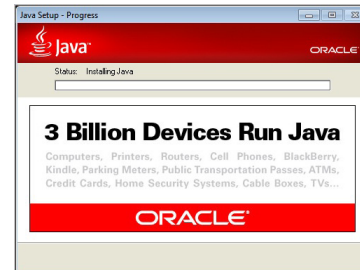 Java Setup - Progress
Java
ORACLE
Status: Installing Java
3 Billion Devices Run Java
Computers, Printers, Routers, Cell Phones, BlackBerry,
Kindle, Parking Meters, Public Transportation Passes, ATMs,
Credit Cards, Home Security Systems, Cable Boxes, TVs...
ORACLE